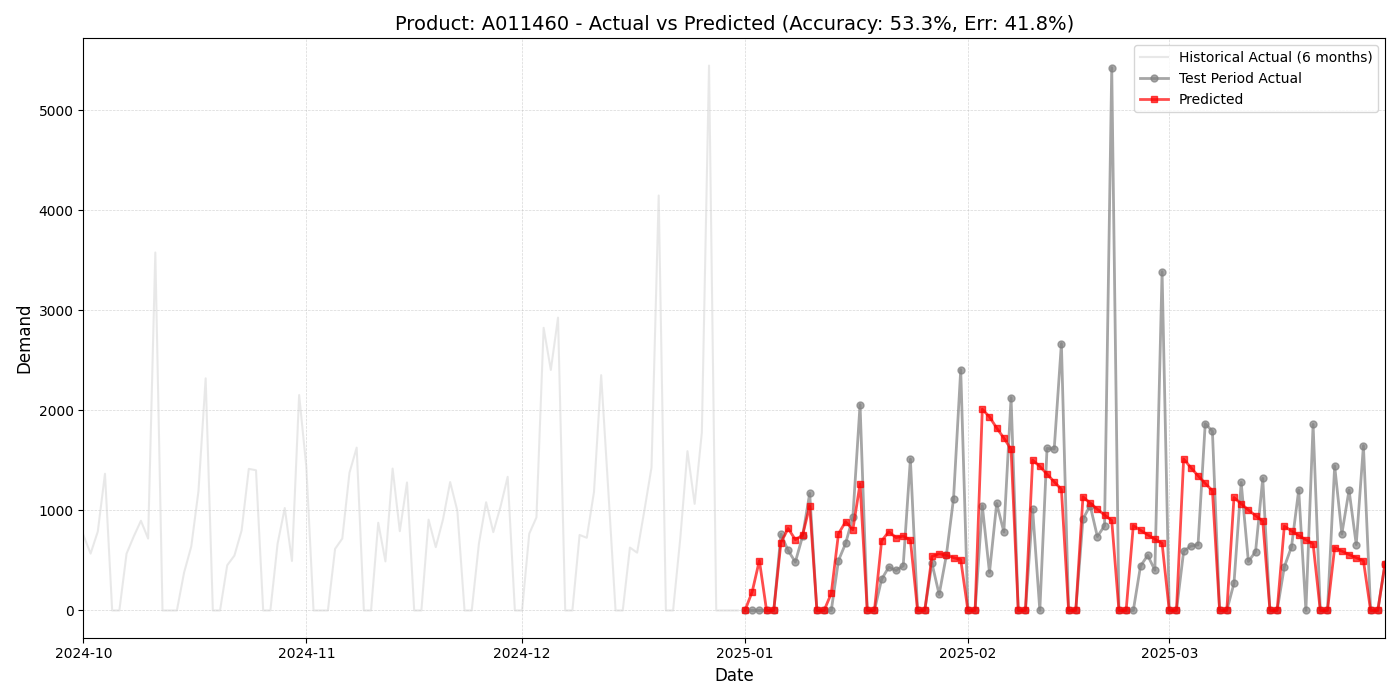 Product: A011460 - Actual vs Predicted (Accuracy: 53.3%, Err: 41.8%)
Historical Actual (6 months)
Test Period Actual
Predicted
Demand
5000
4000
3000
2000
1000
0
2024-10
2024-11
2024-12
2025-01
2025-02
2025-03
Date